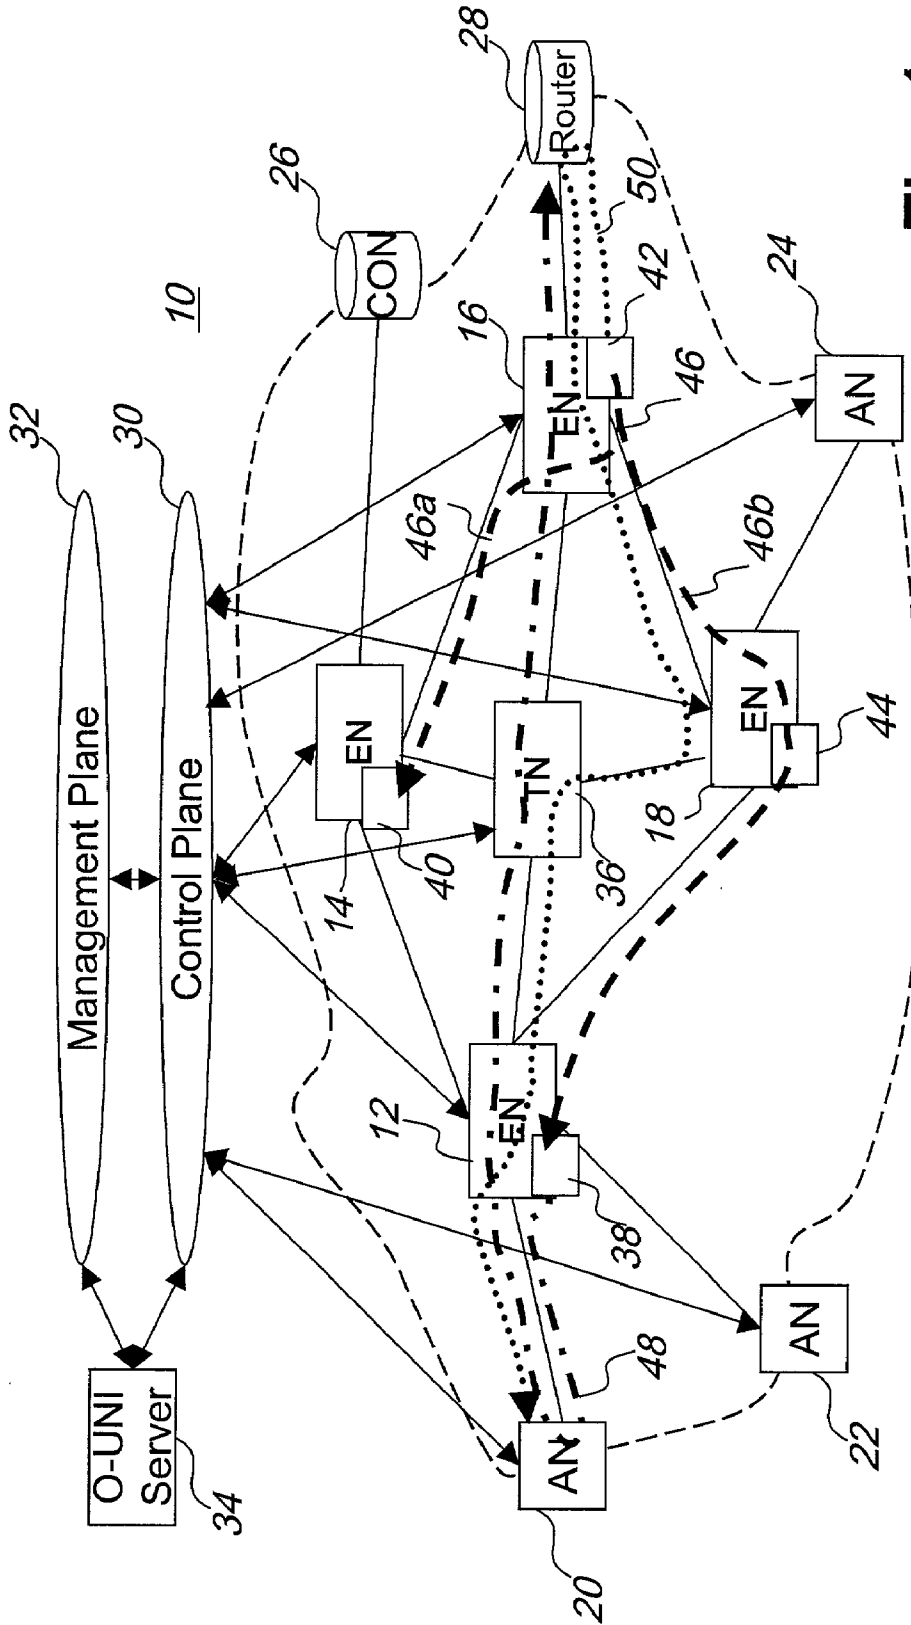 32
Management Plane
30
Control Plane
O-UNI
Server
34
10
26
CON
28
Router
EN
14
40
46a
16
EN
42
50
46
TN
36
12
EN
38
18
EN
44
46b
24
AN
20
AN
48
22
AN